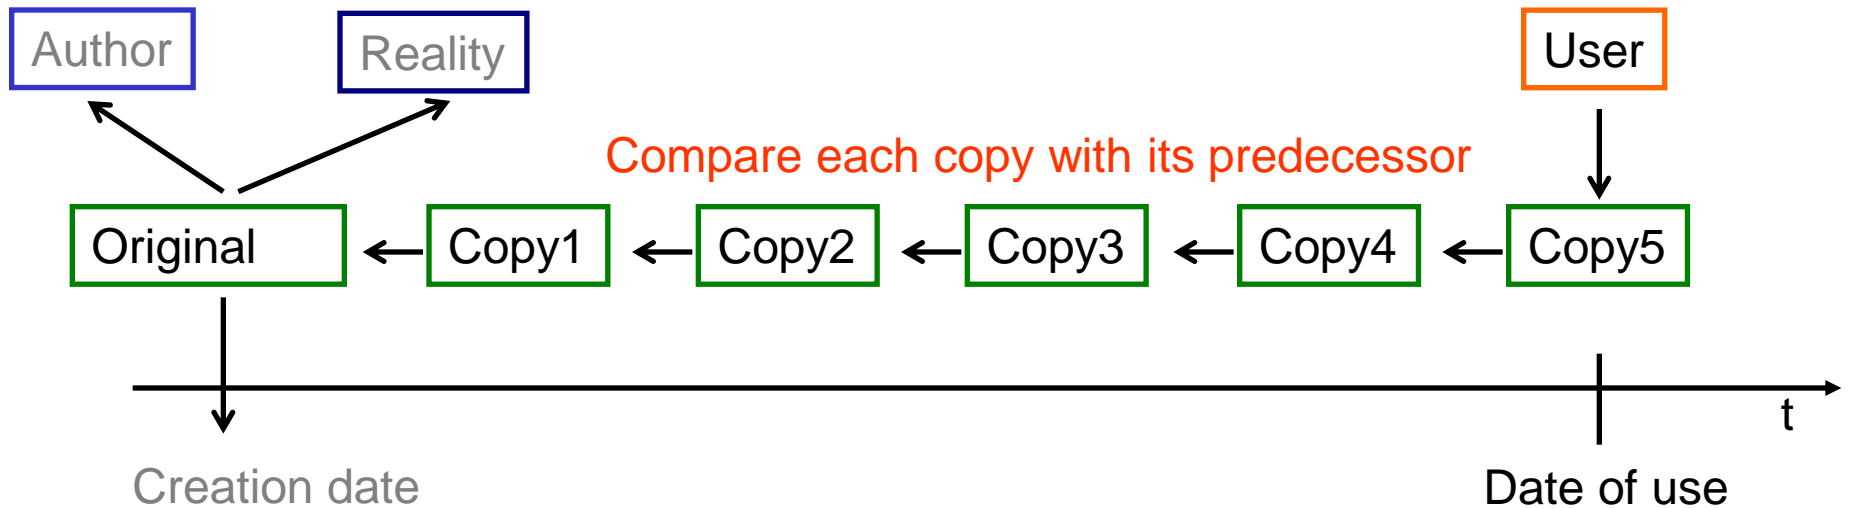 Author
Reality
User
Compare each copy with its predecessor
Original
Copy1
Copy2
Copy3
Copy4
Copy5
t
Creation date
Date of use